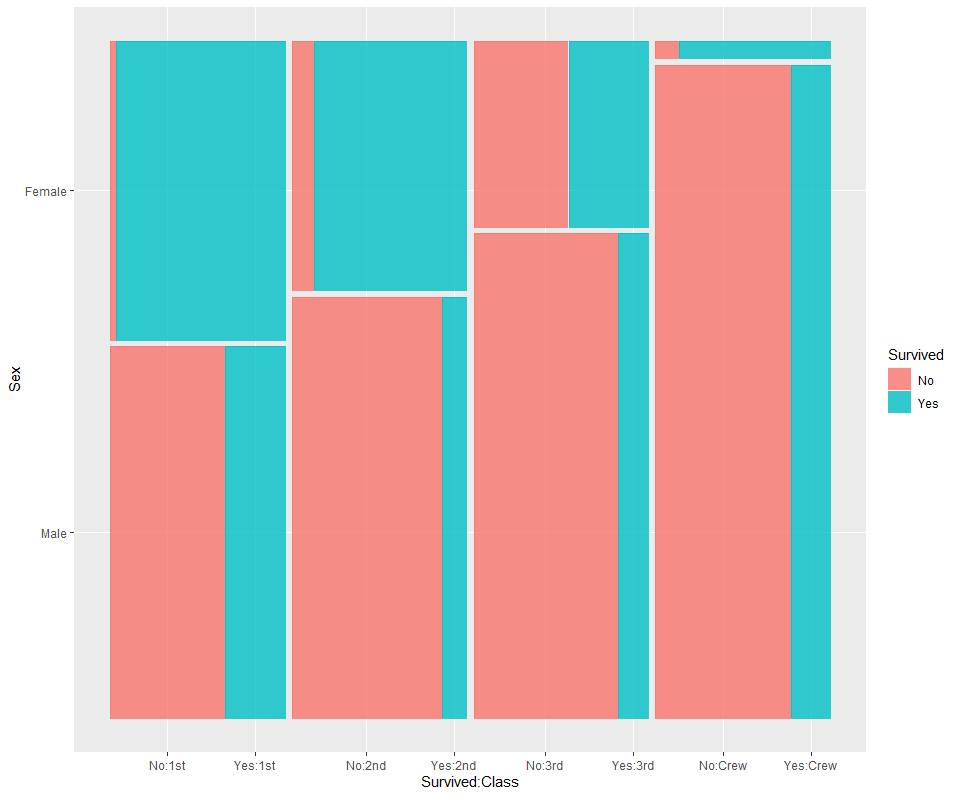 Female
Male
Sex
No:1st Yes:1st No:2nd Yes:2nd No:3rd Yes:3rd No:Crew Yes:Crew
Survived:Class
Survived
No
Yes